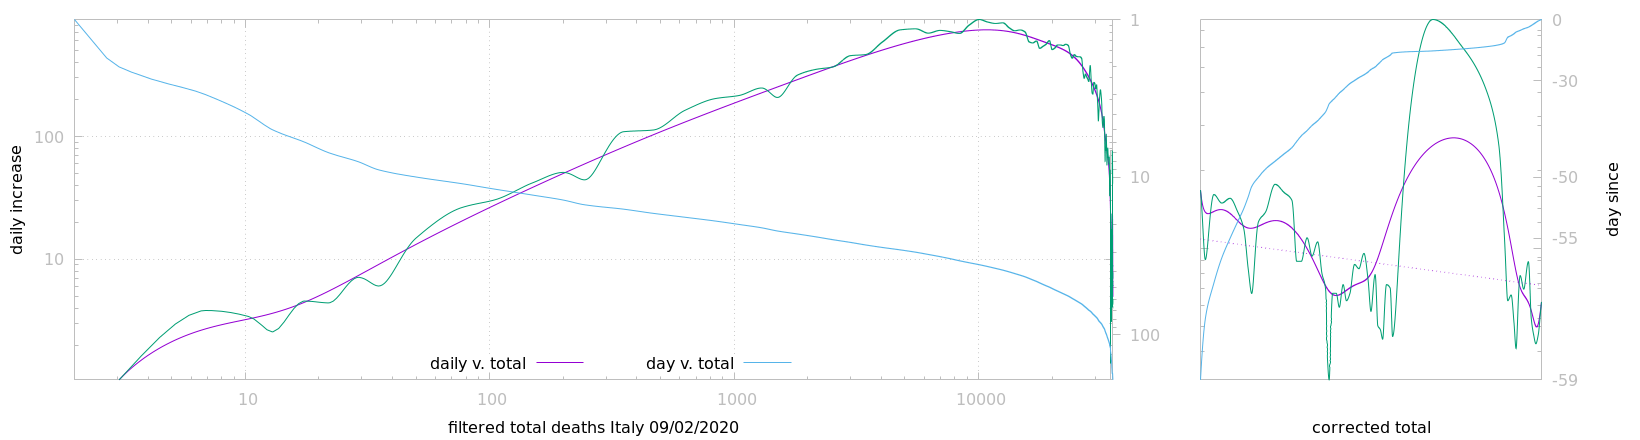 daily increase
100
10
daily v. total
day v. total
10
100
1000
10000
filtered total deaths Italy 09/02/2020
1
10
100
0
-30
-50
-55
-59
day since
corrected total